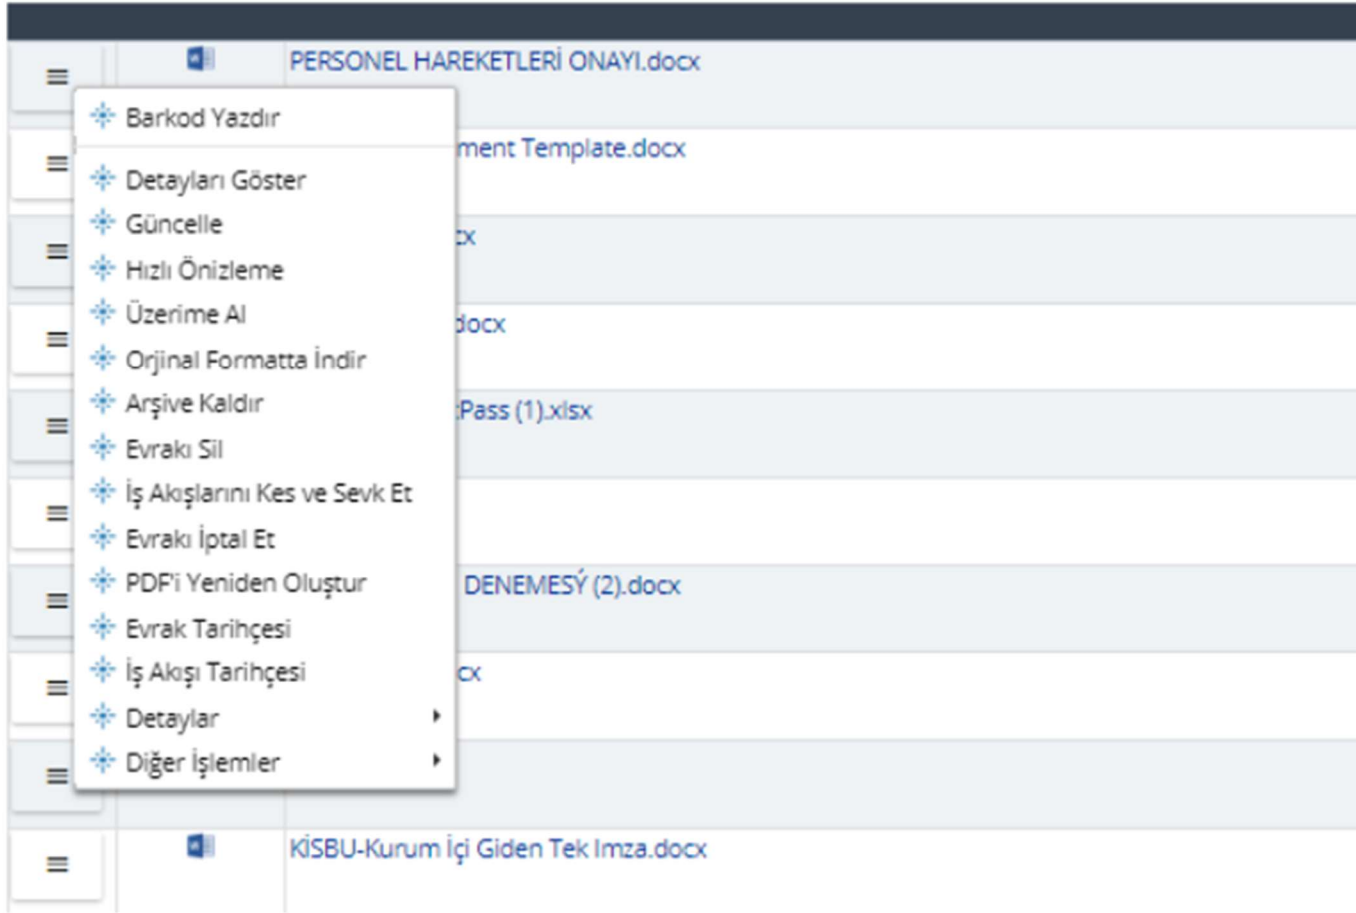 PERSONEL HAREKETLERİ ONAYI.docx
Barkod Yazdır
ment Template.docx
Detayları Göster
Güncelle
cx
Hızlı Önizleme
Üzerime Al
.docx
Orjinal Formatta İndir
Arşive Kaldır
:Pass (1).xlsx
Evrakı Sil
İş Akışlarını Kes ve Sevk Et
Evrakı İptal Et
PDF'i Yeniden Oluştur
DENEMESÝ (2).docx
Evrak Tarihçesi
İş Akışı Tarihçesi
cx
Detaylar
Diğer İşlemler
KİSBU-Kurum İçi Giden Tek Imza.docx